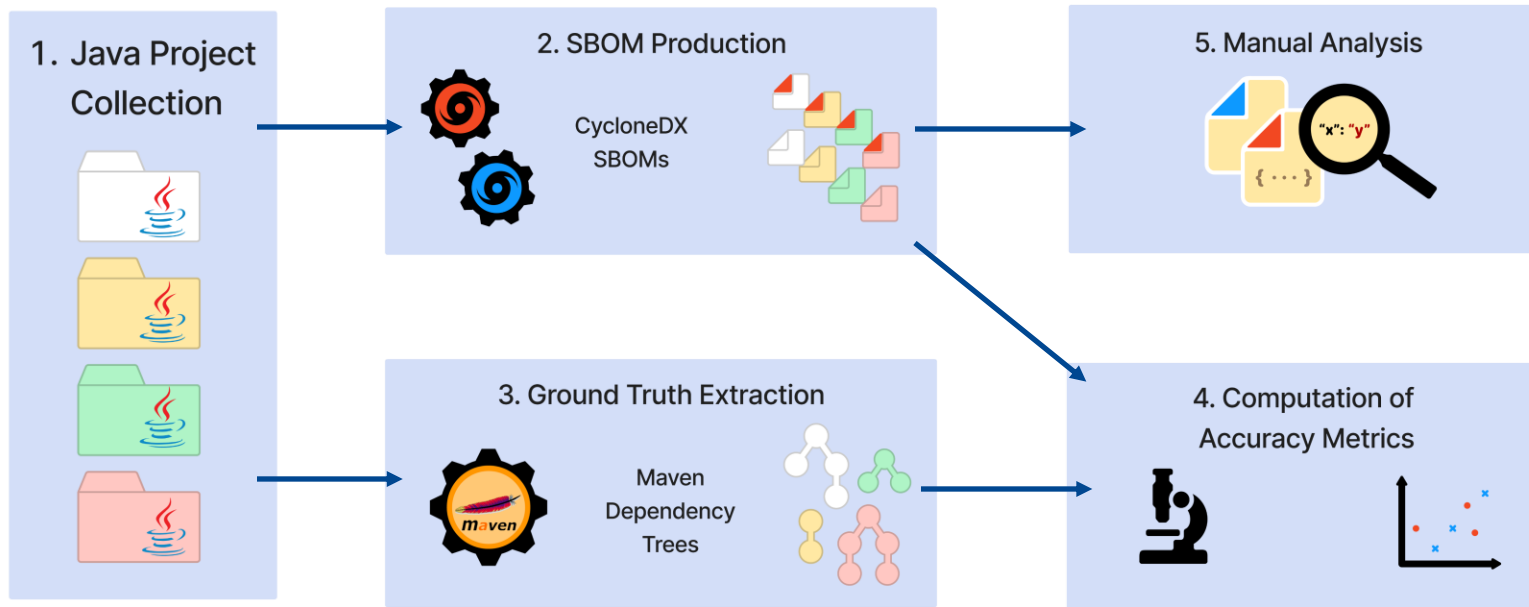 1. Java Project
Collection
2. SBOM Production
CycloneDX
SBOMs
3. Ground Truth Extraction
maven
Maven
Dependency
Trees
5. Manual Analysis
"x": "y"
{ ··· }
4. Computation of
Accuracy Metrics